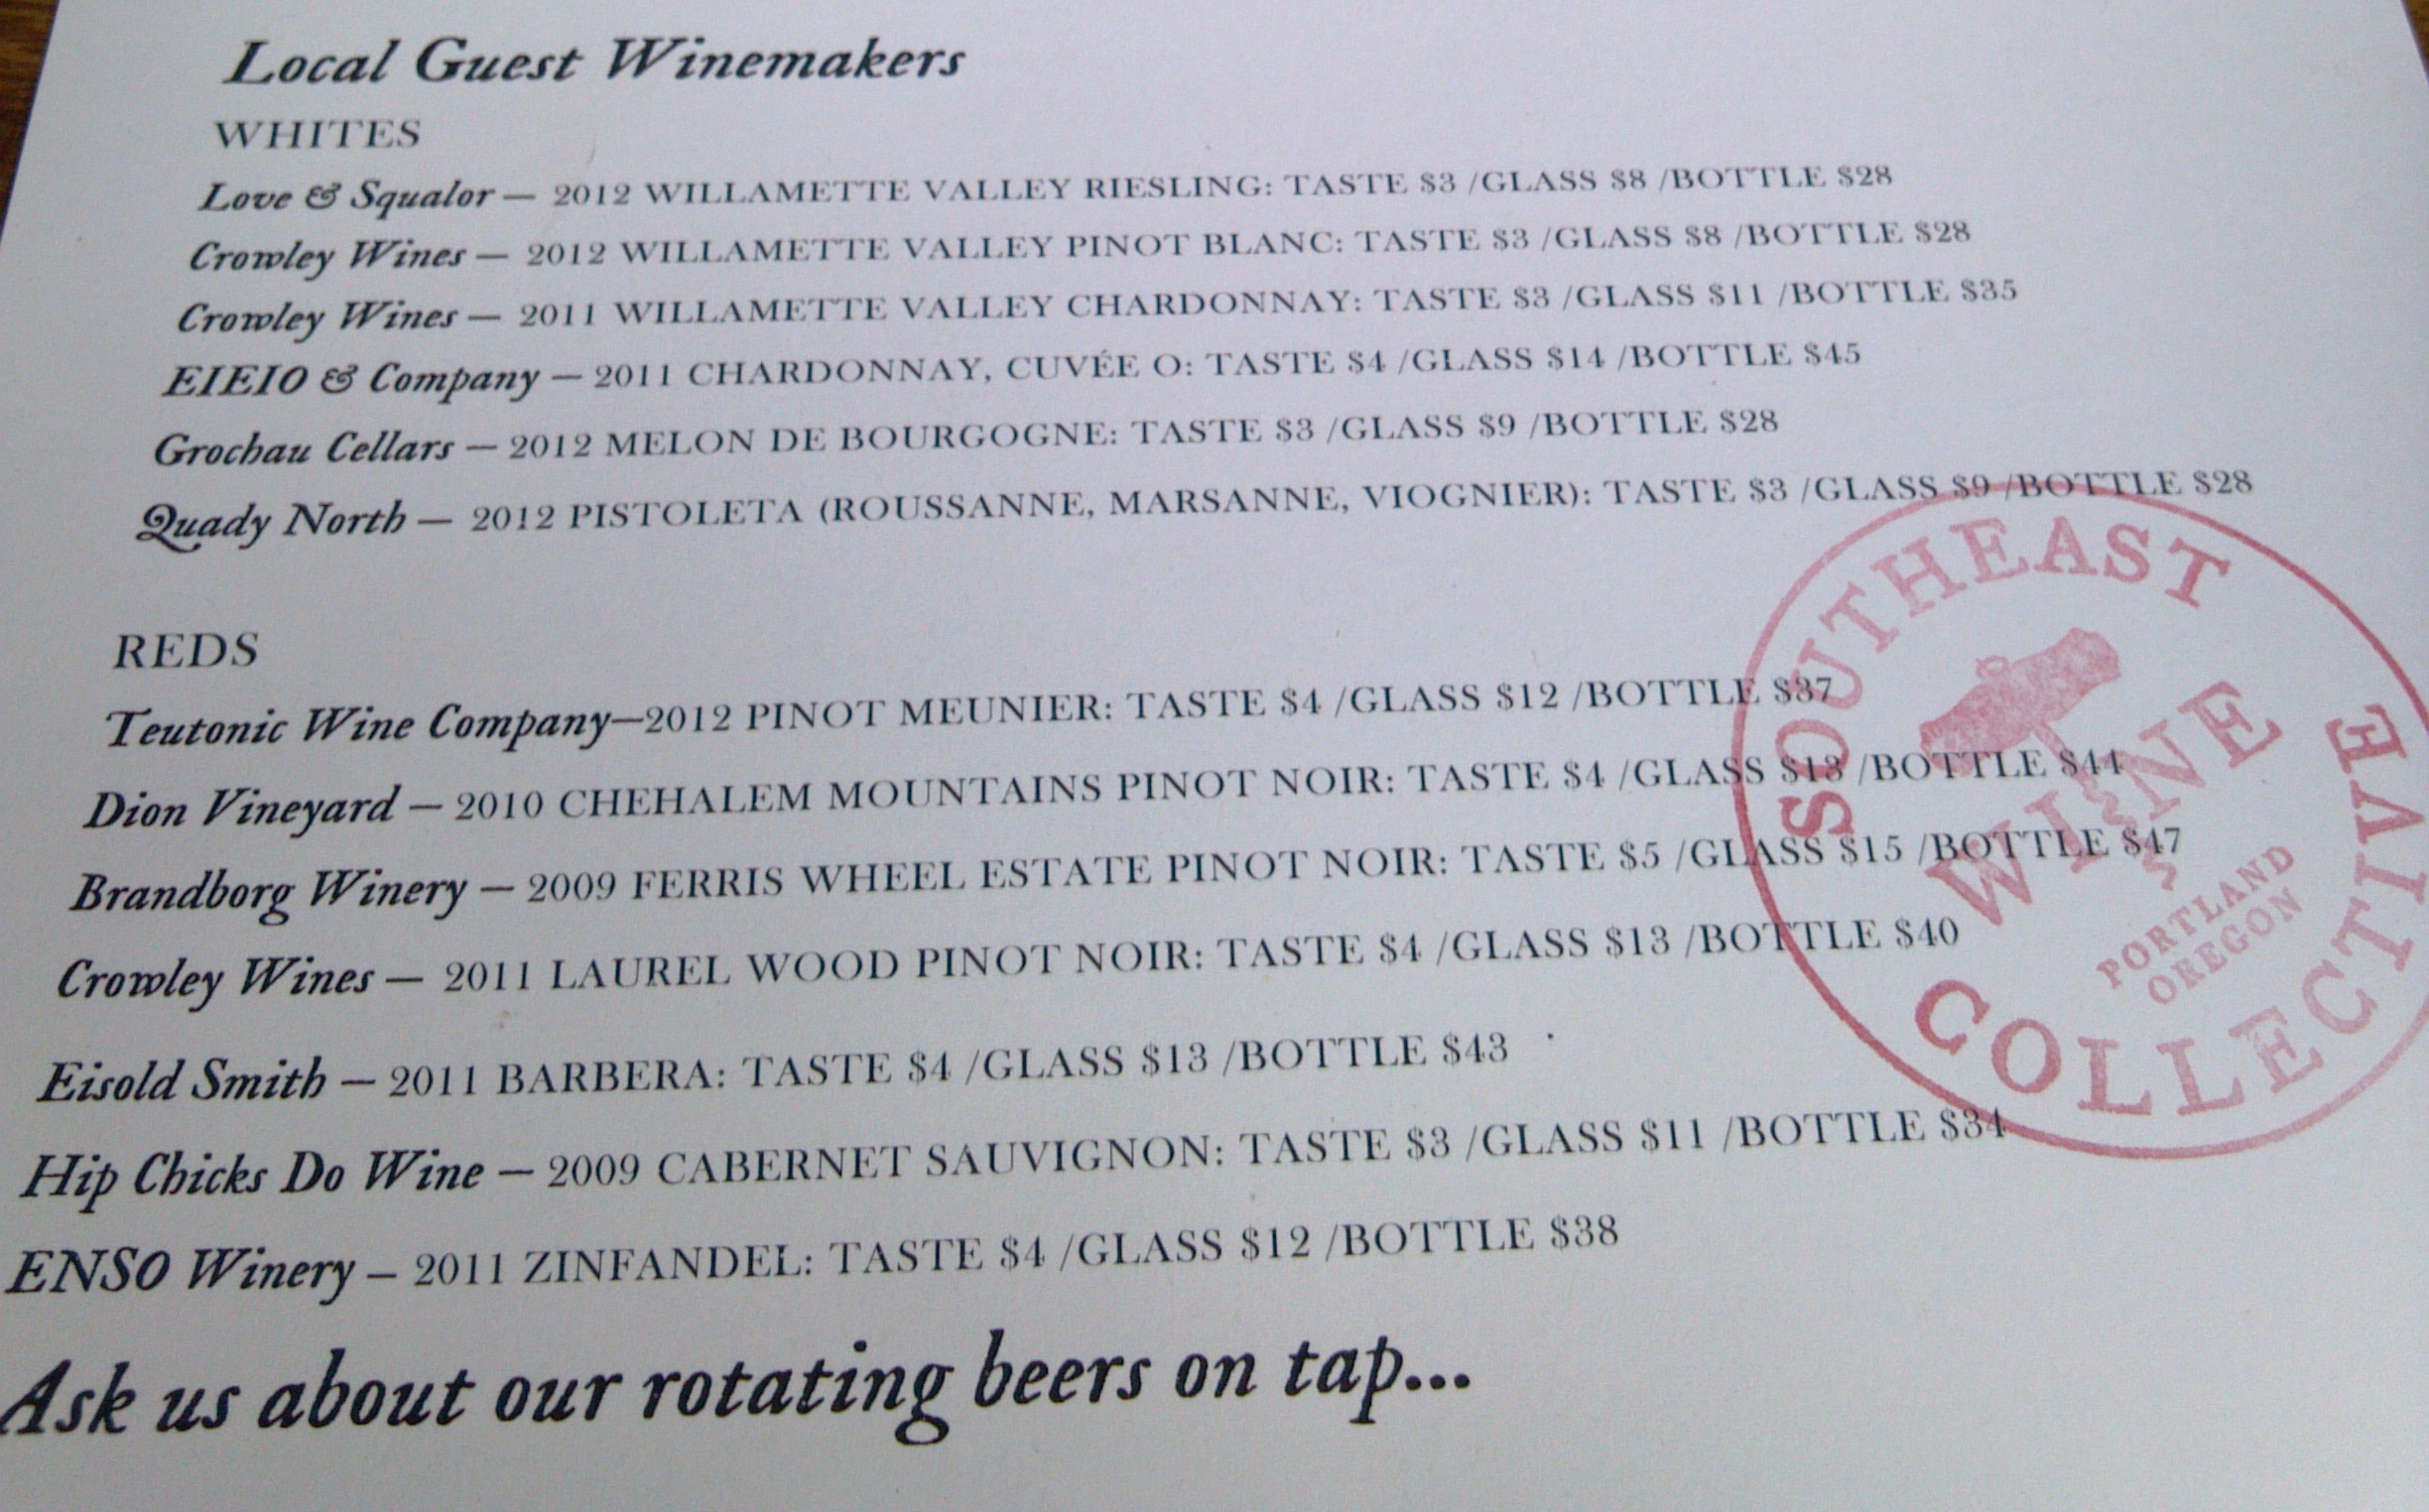 Local Guest Winemakers
WHITES
Love & Squalor — 2012 WILLAMETTE VALLEY RIESLING: TASTE $3 /GLASS $8 /BOTTLE $28
Crowley Wines — 2012 WILLAMETTE VALLEY PINOT BLANC: TASTE $3 /GLASS $8 /BOTTLE $28
Crowley Wines — 2011 WILLAMETTE VALLEY CHARDONNAY: TASTE $3 /GLASS $11 /BOTTLE $35
EIEIO & Company — 2011 CHARDONNAY, CUVÉE O: TASTE $4 /GLASS $14 /BOTTLE $45
Grochau Cellars — 2012 MELON DE BOURGOGNE: TASTE $3 /GLASS $9 /BOTTLE $28
Quady North — 2012 PISTOLETA (ROUSSANNE, MARSANNE, VIOGNIER): TASTE $3 /GLASS $9 /BOTTLE $28
REDS
Teutonic Wine Company—2012 PINOT MEUNIER: TASTE $4 /GLASS $12 /BOTTLE $37
Dion Vineyard — 2010 CHEHALEM MOUNTAINS PINOT NOIR: TASTE $4 /GLASS $13 /BOTTLE $44
Brandborg Winery — 2009 FERRIS WHEEL ESTATE PINOT NOIR: TASTE $5 /GLASS $15 /BOTTLE $47
Crowley Wines — 2011 LAUREL WOOD PINOT NOIR: TASTE $4 /GLASS $13 /BOTTLE $40
Eisold Smith — 2011 BARBERA: TASTE $4 /GLASS $13 /BOTTLE $43
Hip Chicks Do Wine — 2009 CABERNET SAUVIGNON: TASTE $3 /GLASS $11 /BOTTLE $34
ENSO Winery — 2011 ZINFANDEL: TASTE $4 /GLASS $12 /BOTTLE $38
Ask us about our rotating beers on tap...
SOUTHEAST
WINE
COLLECTIVE
PORTLAND
OREGON